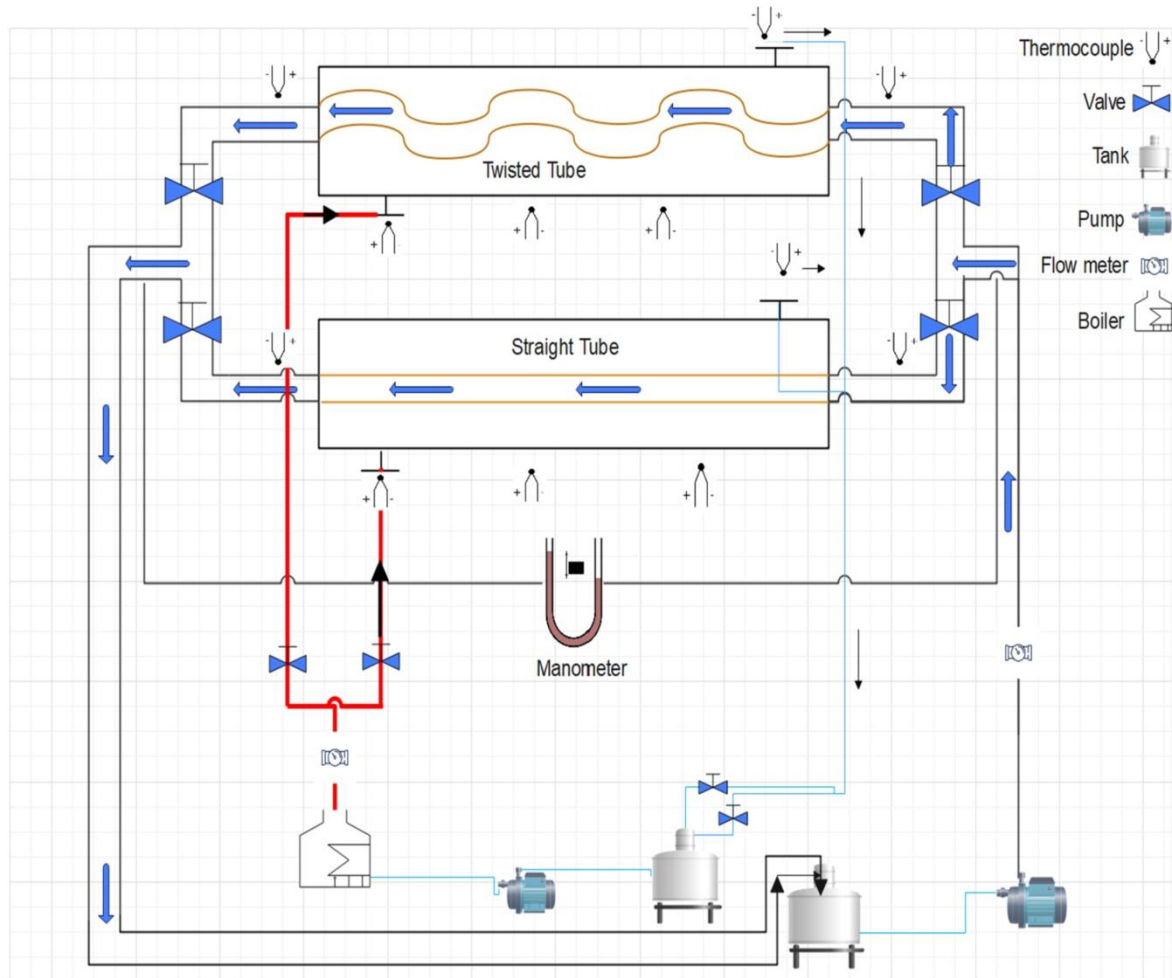 Thermocouple
Valve
Tank
Pump
Flow meter
Boiler
Twisted Tube
Straight Tube
Manometer